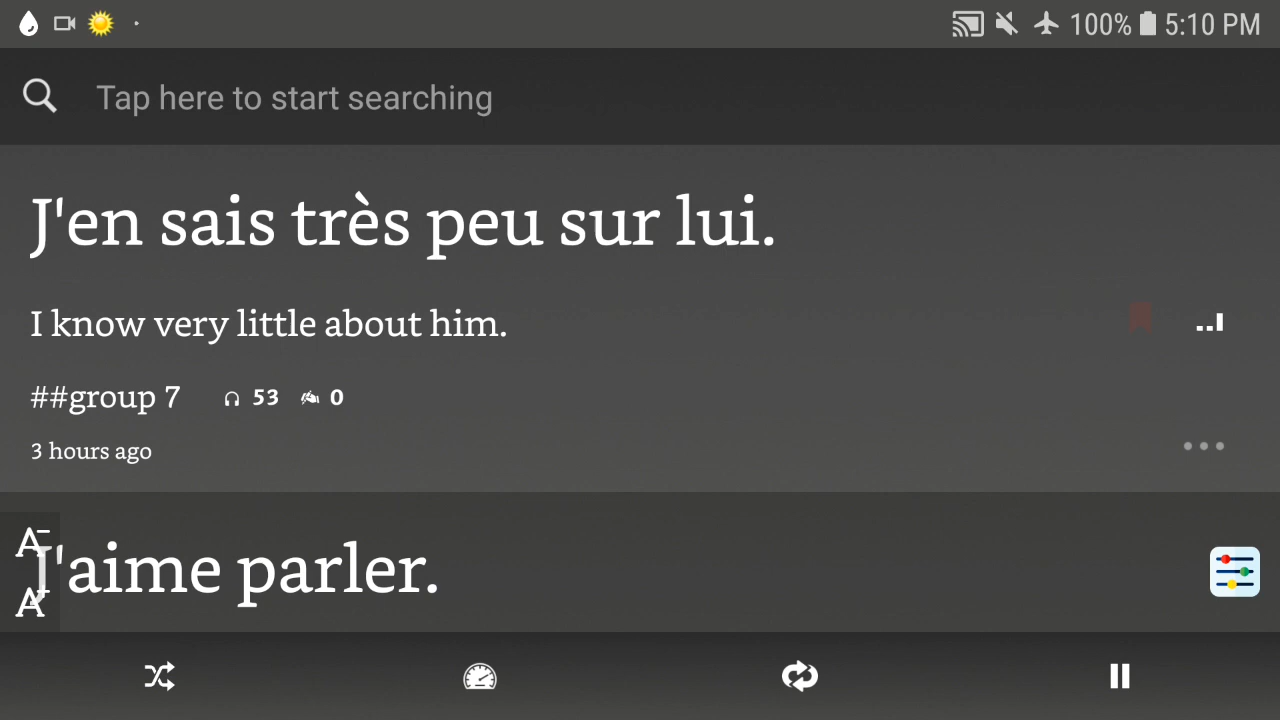 100% 5:10 PM
Tap here to start searching
J'en sais très peu sur lui.
I know very little about him.
##group 7 53 0
3 hours ago
A-
J'aime parler.
A+